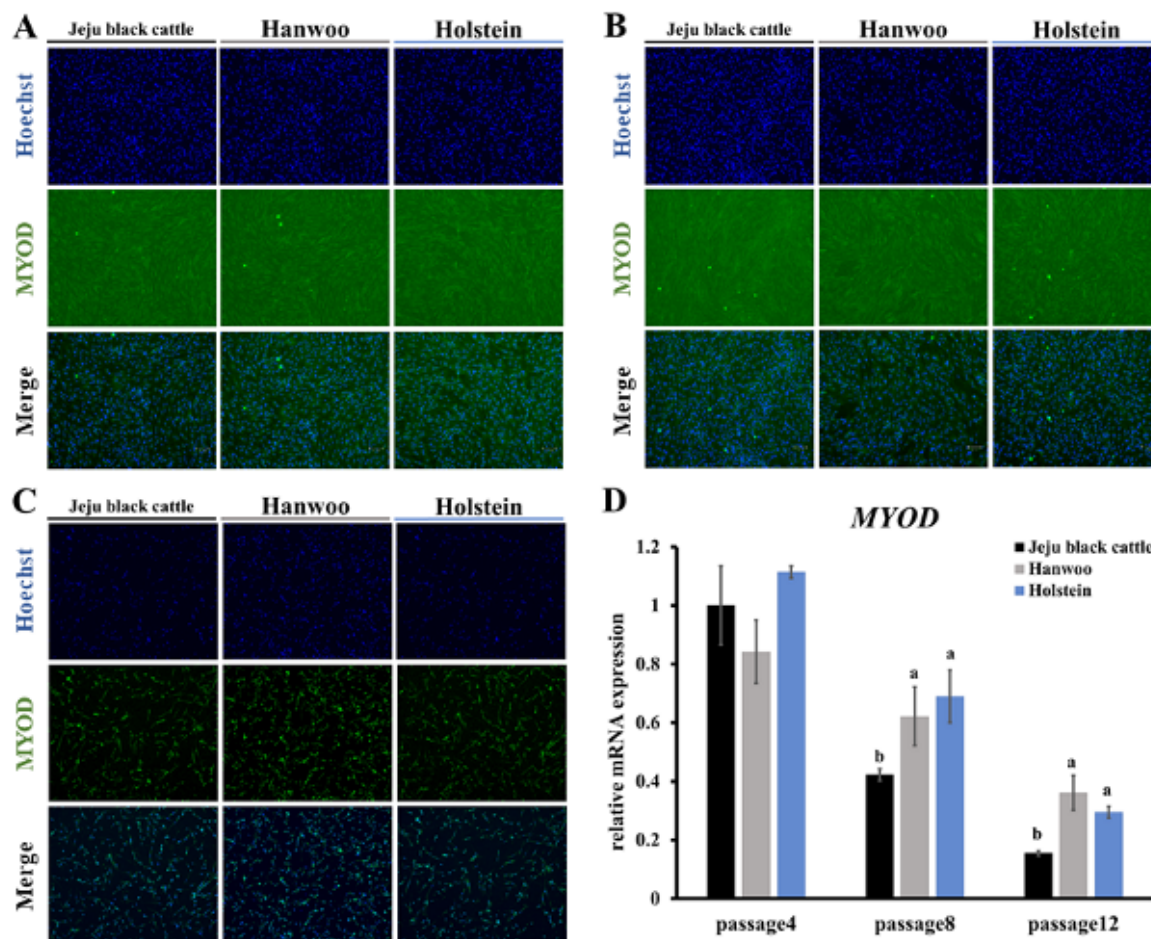 A
Jeju black cattle Hanwoo Holstein
Hoechst
MYOD
Merge
B
Jeju black cattle Hanwoo Holstein
Hoechst
MYOD
Merge
C
Jeju black cattle Hanwoo Holstein
Hoechst
MYOD
Merge
D
MYOD
Jeju black cattle
Hanwoo
Holstein
relative mRNA expression
1.2
1
0.8
0.6
0.4
0.2
0
b a a
b a a
passage4 passage8 passage12